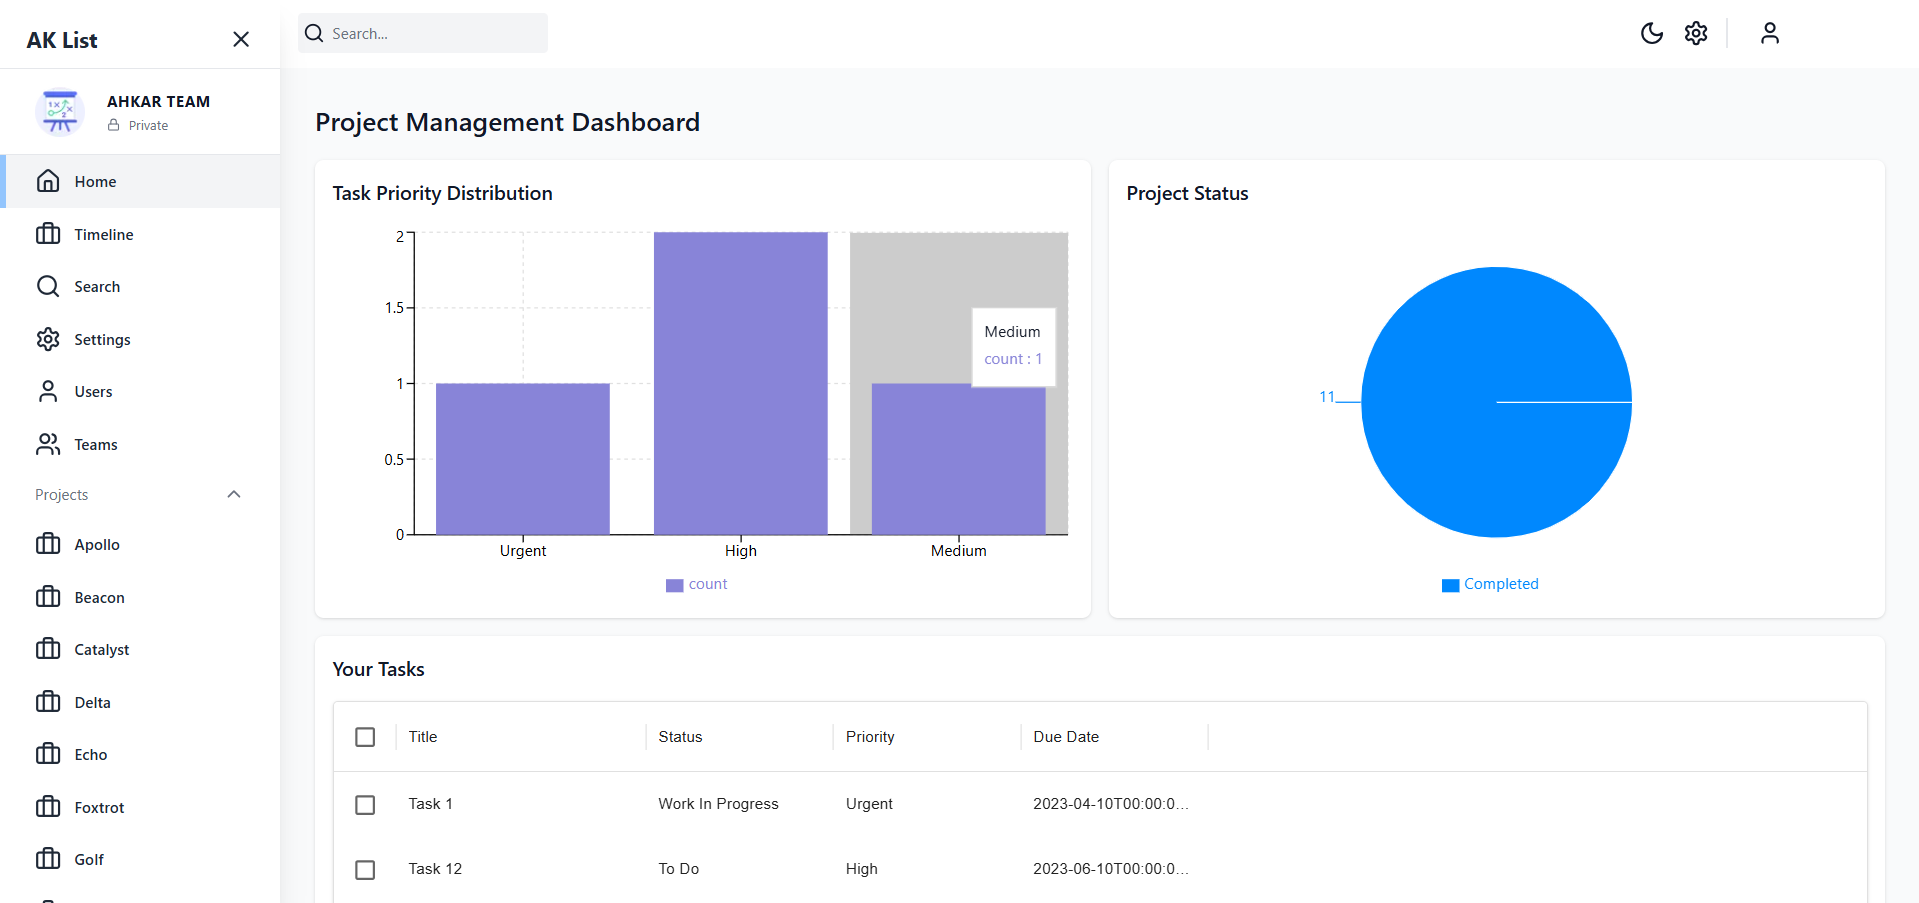 AK List
Search...
AHKAR TEAM
Private
Home
Timeline
Search
Settings
Users
Teams
Projects
Apollo
Beacon
Catalyst
Delta
Echo
Foxtrot
Golf
Project Management Dashboard
Task Priority Distribution
2
1.5
1
0.5
0
Medium
count : 1
Urgent High Medium
count
Project Status
11
Completed
Your Tasks
Title Status Priority Due Date
Task 1 Work In Progress Urgent 2023-04-10T00:00:0...
Task 12 To Do High 2023-06-10T00:00:0...